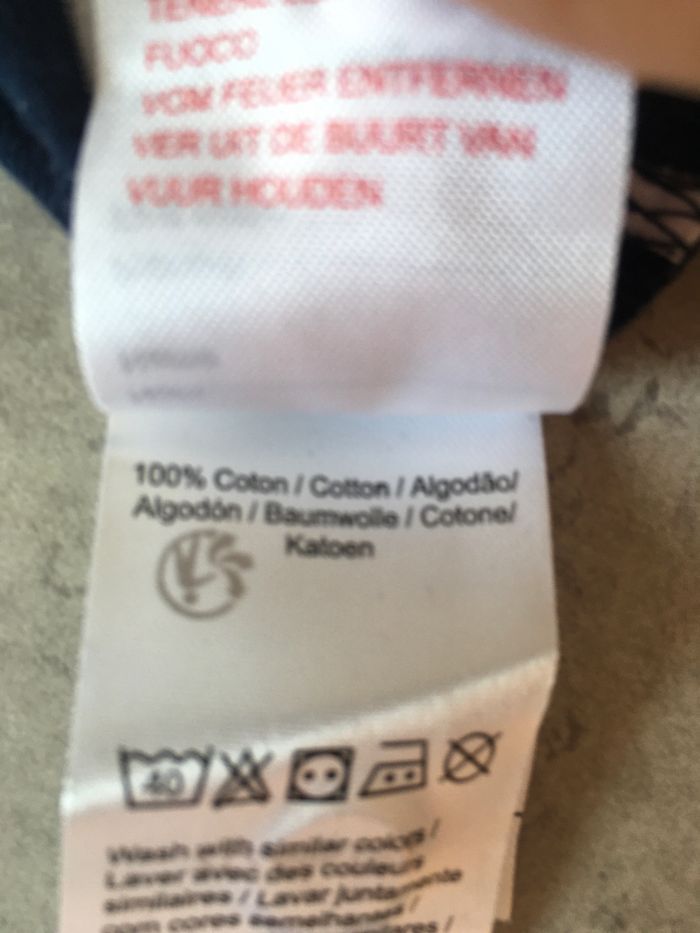 FUOCO
VOM FEUER ENTFERNEN
VER UIT DE BUURT VAN
VUUR HOUDEN
100% Coton / Cotton / Algodão/
Algodón / Baumwolle / Cotone/
Katoen
40
Wash with similar colors /
Laver avec des couleurs
similaires / Lavar juntamente
com cores semelhantes /